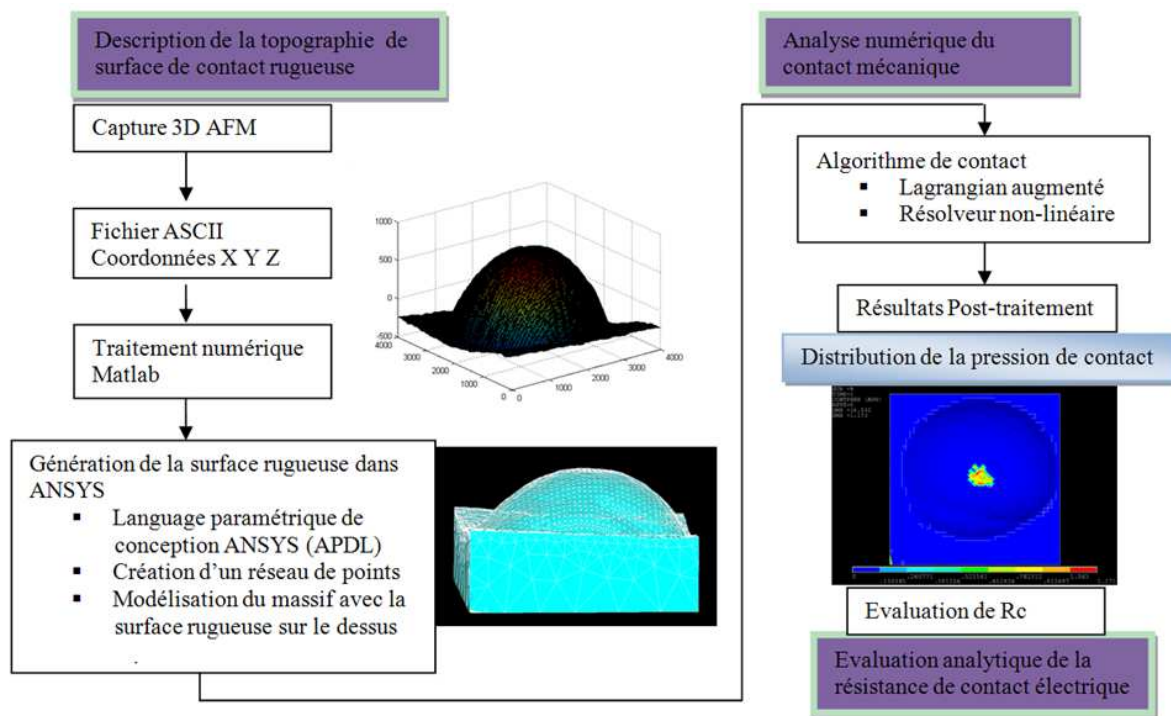 Description de la topographie de
surface de contact rugueuse
Capture 3D AFM
Fichier ASCII
Coordonnées X Y Z
Traitement numérique
Matlab
Génération de la surface rugueuse dans
ANSYS
▪ Language paramétrique de
conception ANSYS (APDL)
▪ Création d'un réseau de points
▪ Modélisation du massif avec la
surface rugueuse sur le dessus
.
1000
500
0
-500
4000
3000
2000
1000
0
0
1000
2000
3000
4000
Analyse numérique du
contact mécanique
Algorithme de contact
▪ Lagrangian augmenté
▪ Résolveur non-linéaire
Résultats Post-traitement
Distribution de la pression de contact
Evaluation de Rc
Evaluation analytique de la
résistance de contact électrique